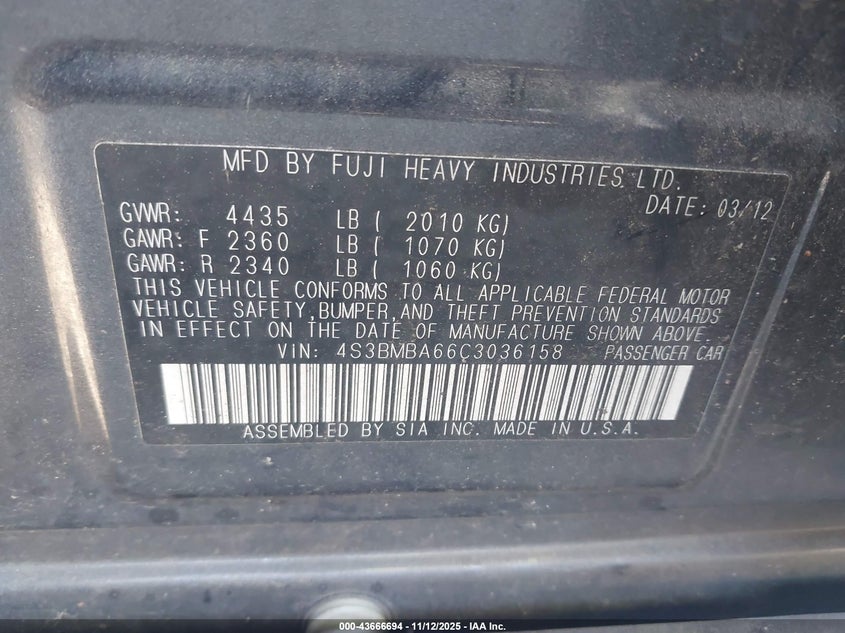 MFD BY FUJI HEAVY INDUSTRIES LTD.
DATE: 03/12
GVWR: 4435 LB ( 2010 KG)
GAWR: F 2360 LB ( 1070 KG)
GAWR: R 2340 LB ( 1060 KG)
THIS VEHICLE CONFORMS TO ALL APPLICABLE FEDERAL MOTOR
VEHICLE SAFETY, BUMPER, AND THEFT PREVENTION STANDARDS
IN EFFECT ON THE DATE OF MANUFACTURE SHOWN ABOVE.
VIN: 4S3BMBA66C3036158 PASSENGER CAR
ASSEMBLED BY SIA INC. MADE IN U.S.A.
000-43666694 - 11/12/2025 - IAA Inc.